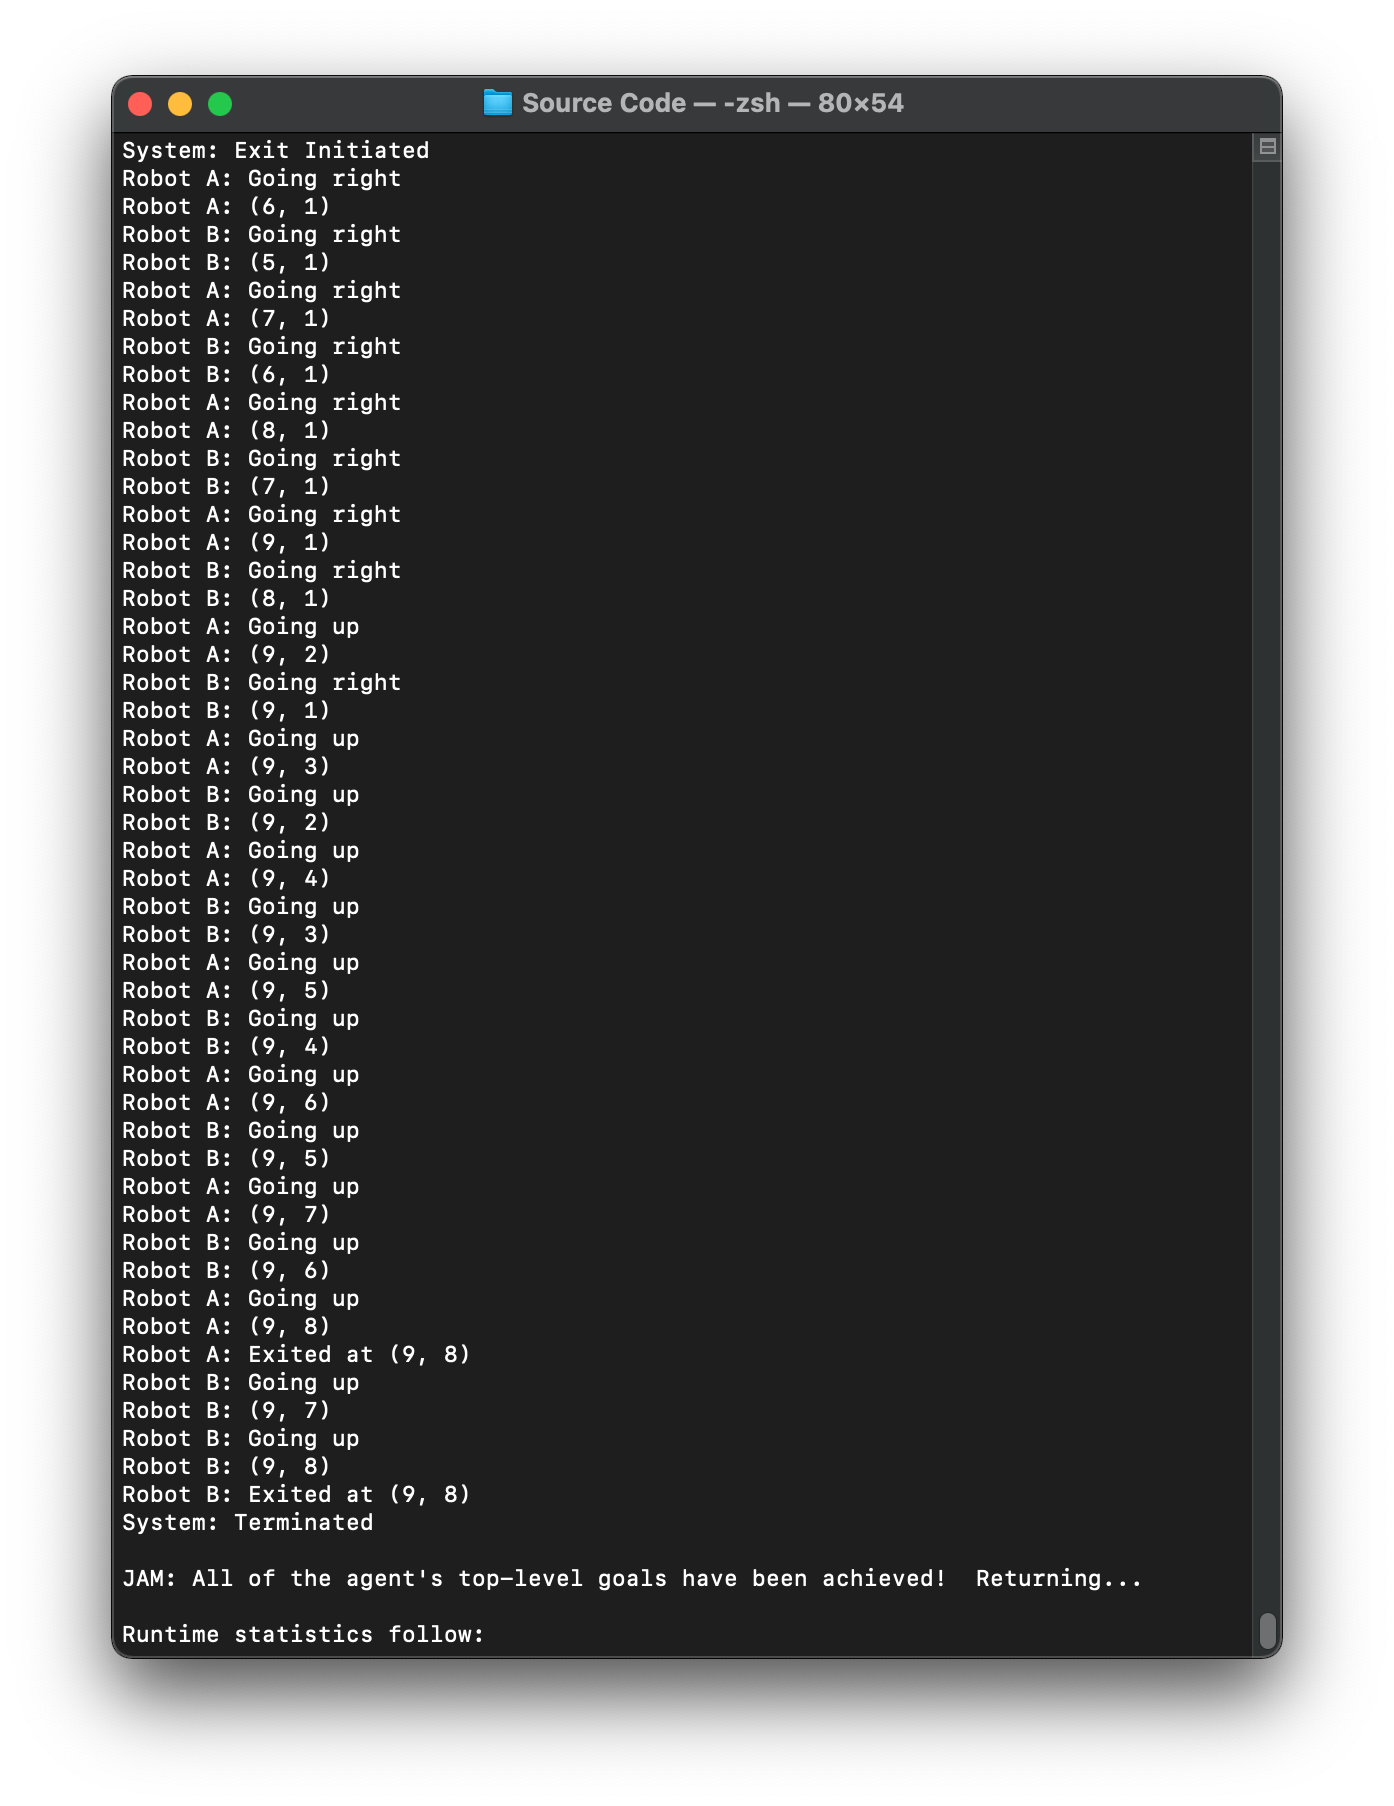 Source Code — -zsh — 80×54
System: Exit Initiated
Robot A: Going right
Robot A: (6, 1)
Robot B: Going right
Robot B: (5, 1)
Robot A: Going right
Robot A: (7, 1)
Robot B: Going right
Robot B: (6, 1)
Robot A: Going right
Robot A: (8, 1)
Robot B: Going right
Robot B: (7, 1)
Robot A: Going right
Robot A: (9, 1)
Robot B: Going right
Robot B: (8, 1)
Robot A: Going up
Robot A: (9, 2)
Robot B: Going right
Robot B: (9, 1)
Robot A: Going up
Robot A: (9, 3)
Robot B: Going up
Robot B: (9, 2)
Robot A: Going up
Robot A: (9, 4)
Robot B: Going up
Robot B: (9, 3)
Robot A: Going up
Robot A: (9, 5)
Robot B: Going up
Robot B: (9, 4)
Robot A: Going up
Robot A: (9, 6)
Robot B: Going up
Robot B: (9, 5)
Robot A: Going up
Robot A: (9, 7)
Robot B: Going up
Robot B: (9, 6)
Robot A: Going up
Robot A: (9, 8)
Robot A: Exited at (9, 8)
Robot B: Going up
Robot B: (9, 7)
Robot B: Going up
Robot B: (9, 8)
Robot B: Exited at (9, 8)
System: Terminated
JAM: All of the agent's top-level goals have been achieved!  Returning...
Runtime statistics follow: